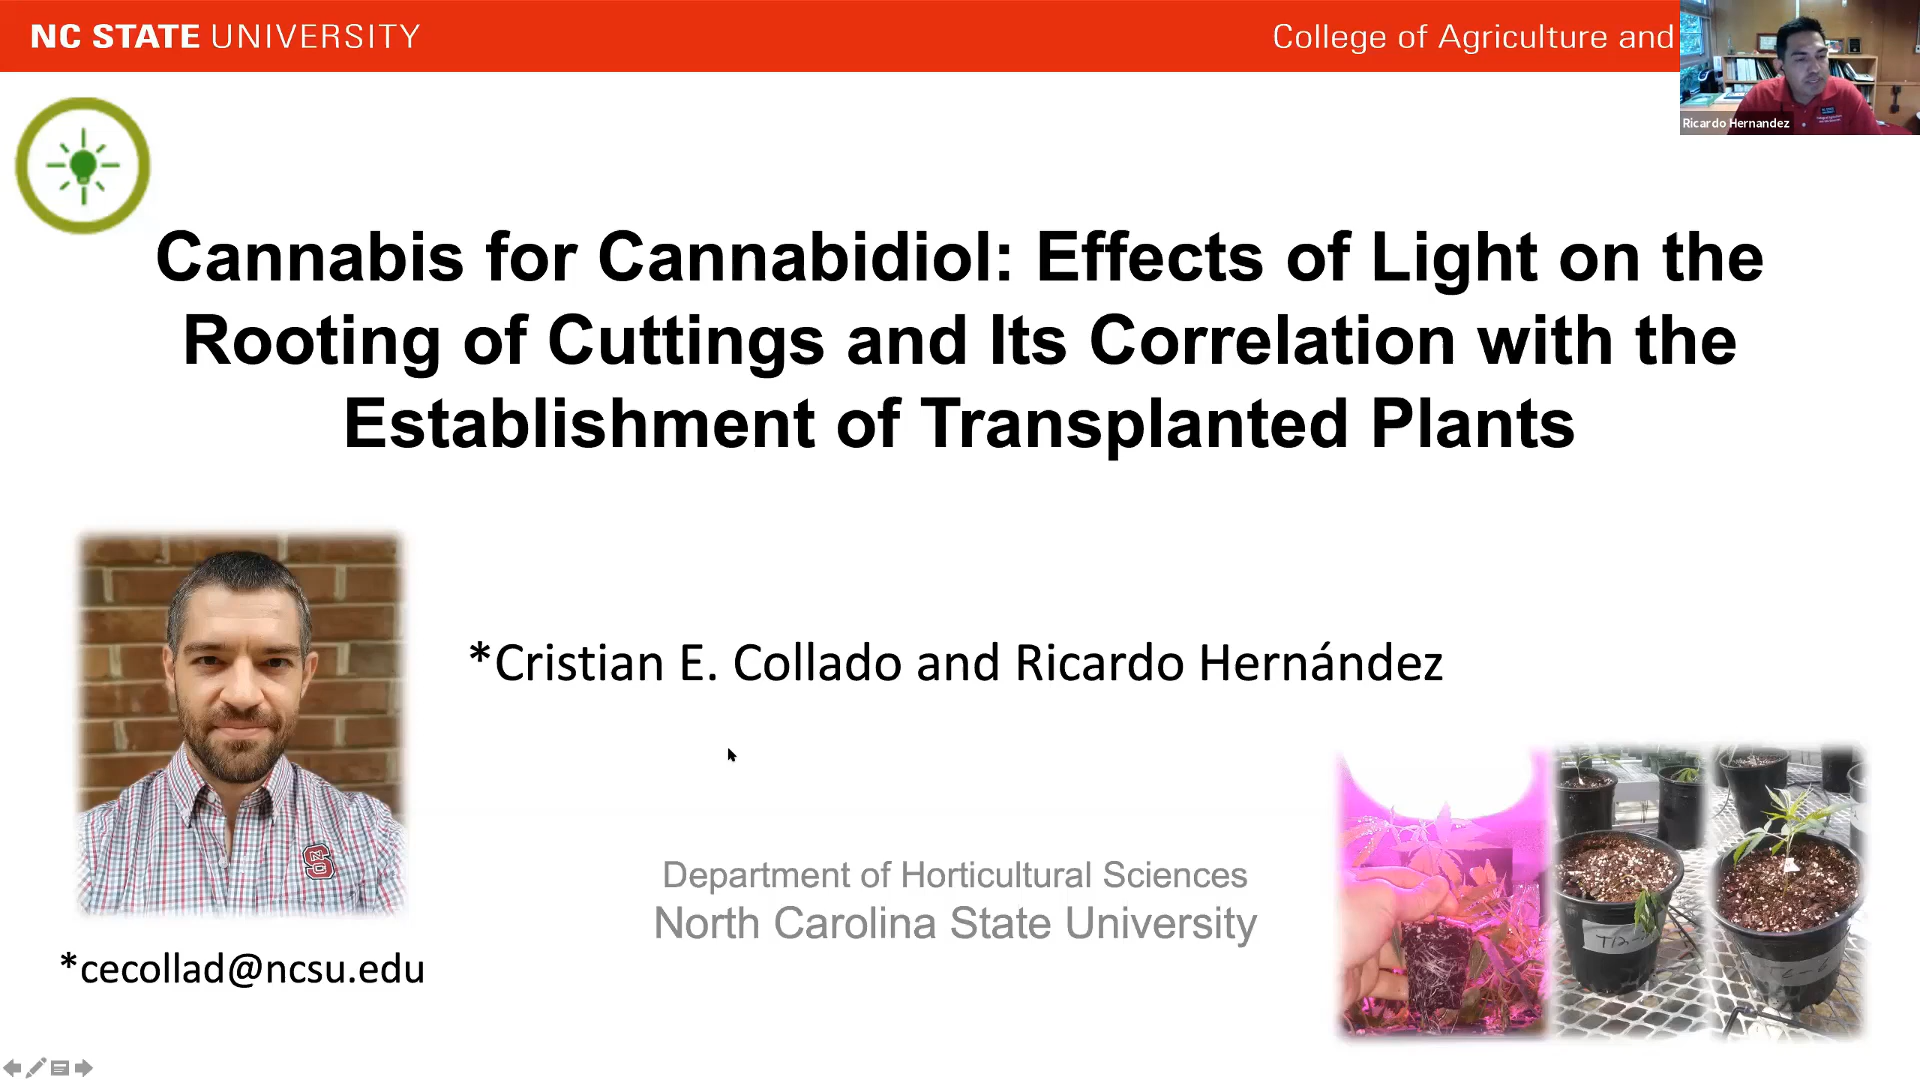 NC STATE UNIVERSITY
College of Agriculture and
Ricardo Hernandez
Cannabis for Cannabidiol: Effects of Light on the
Rooting of Cuttings and Its Correlation with the
Establishment of Transplanted Plants
*Cristian E. Collado and Ricardo Hernández
Department of Horticultural Sciences
North Carolina State University
*cecollad@ncsu.edu